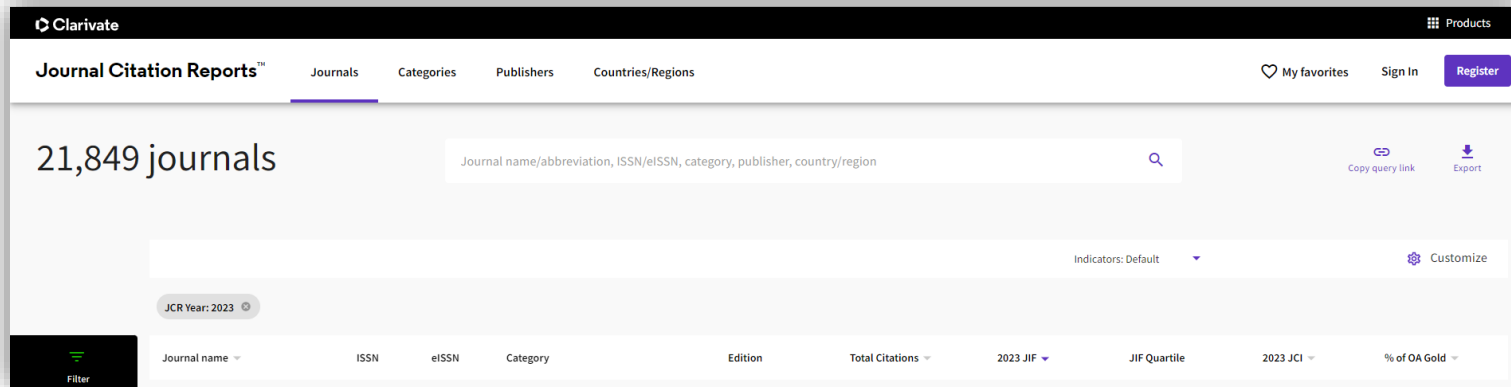 Clarivate
Products
Journal Citation Reports™
Journals
Categories
Publishers
Countries/Regions
My favorites
Sign In
Register
21,849 journals
Journal name/abbreviation, ISSN/eISSN, category, publisher, country/region
Copy query link
Export
Indicators: Default
Customize
JCR Year: 2023
Filter
Journal name
ISSN
eISSN
Category
Edition
Total Citations
2023 JIF
JIF Quartile
2023 JCI
% of OA Gold